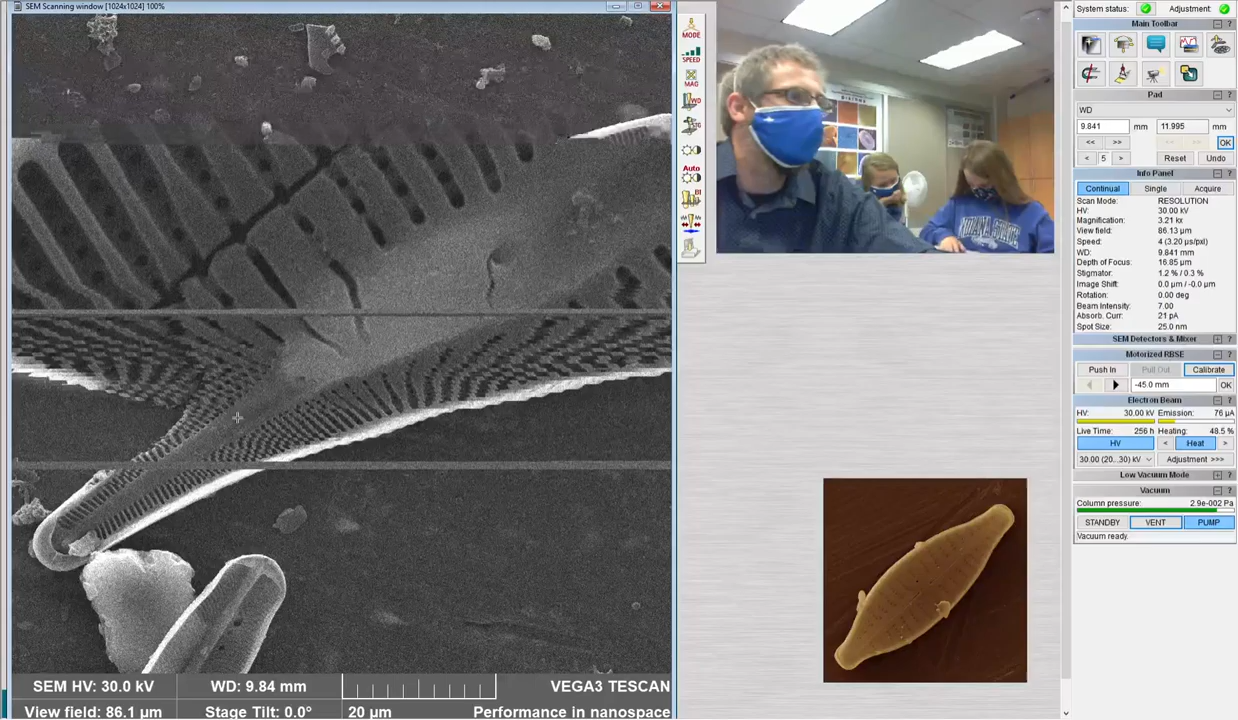 SEM Scanning window [1024x1024] 100%
SEM HV: 30.0 kV
WD: 9.84 mm
VEGA3 TESCAN
View field: 86.1 µm
Stage Tilt: 0.0°
20 µm
Performance in nanospace
MODE
SPEED
MAG
WD
STG
Auto
INDIANA STATE
System status:
Adjustment:
Main Toolbar
Pad
WD
9.841 mm 11.995 mm
<< >> OK
< 5 > Reset Undo
Info Panel
Continual Single Acquire
Scan Mode: RESOLUTION
HV: 30.00 kV
Magnification: 3.21 kx
View field: 86.13 µm
Speed: 4 (3.20 µs/pxl)
WD: 9.841 mm
Depth of Focus: 16.85 µm
Stigmator: 1.2 % / 0.3 %
Image Shift: 0.0 µm / -0.0 µm
Rotation: 0.00 deg
Beam Intensity: 7.00
Absorb. Curr: 21 pA
Spot Size: 25.0 nm
SEM Detectors & Mixer
Motorized RBSE
Push In Pull Out Calibrate
-45.0 mm OK
Electron Beam
HV: 30.00 kV Emission: 76 µA
Live Time: 256 h Heating: 48.5 %
HV < Heat >
30.00 (20...30) kV Adjustment >>>
Low Vacuum Mode
Vacuum
Column pressure: 2.9e-002 Pa
STANDBY VENT PUMP
Vacuum ready.